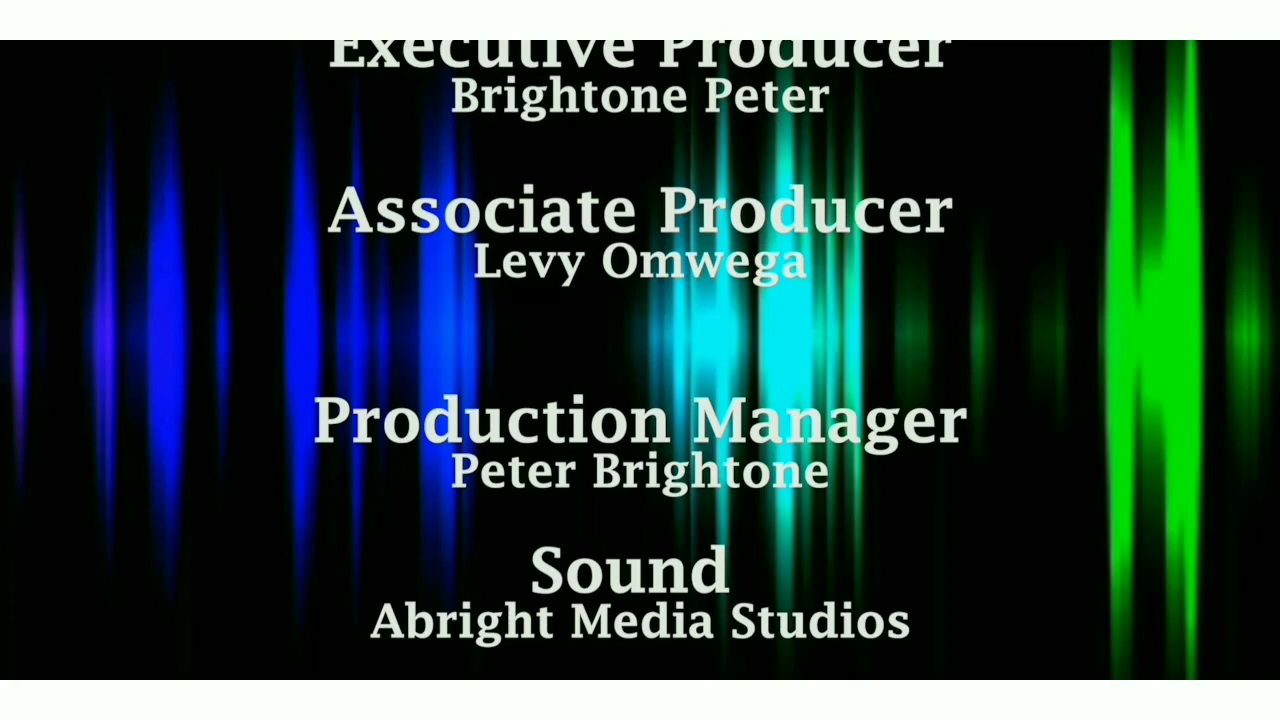 Executive Producer
Brightone Peter
Associate Producer
Levy Omwega
Production Manager
Peter Brightone
Sound
Abright Media Studios